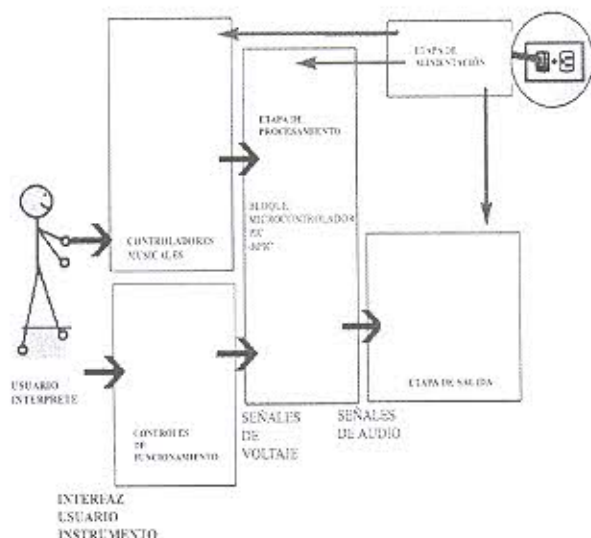 ETAPA DE
ALIMENTACIÓN
ETAPA DE
PROCESAMIENTO
BLOQUE
MICROCONTROLADOR
CONTROLADORES
MUSICALES
USUARIO
INTERPRETE
CONTROLES
DE
FUNCIONAMIENTO
ETAPA DE SALIDA
SEÑALES
DE
VOLTAJE
SEÑALES
DE AUDIO
INTERFAZ
USUARIO
INSTRUMENTO